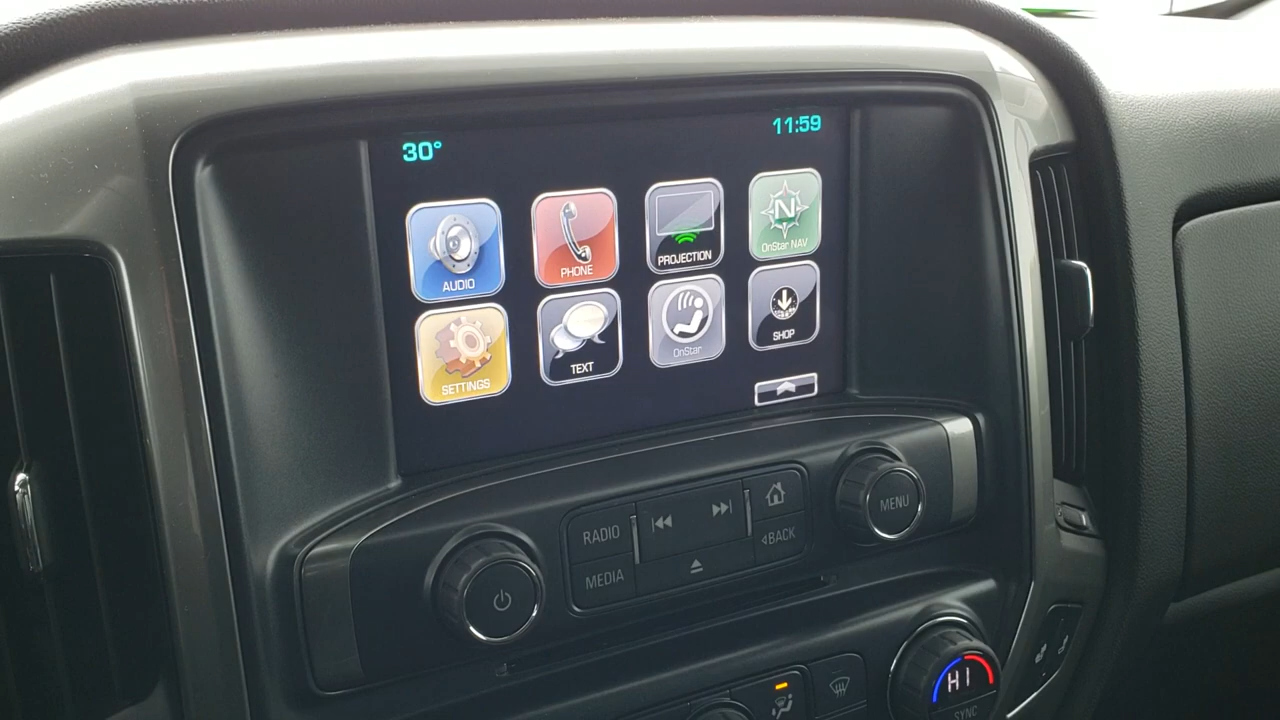 30°
11:59
AUDIO
PHONE
PROJECTION
N
OnStar NAV
SETTINGS
TEXT
OnStar
SHOP
RADIO
MEDIA
BACK
MENU
HI
SYNC